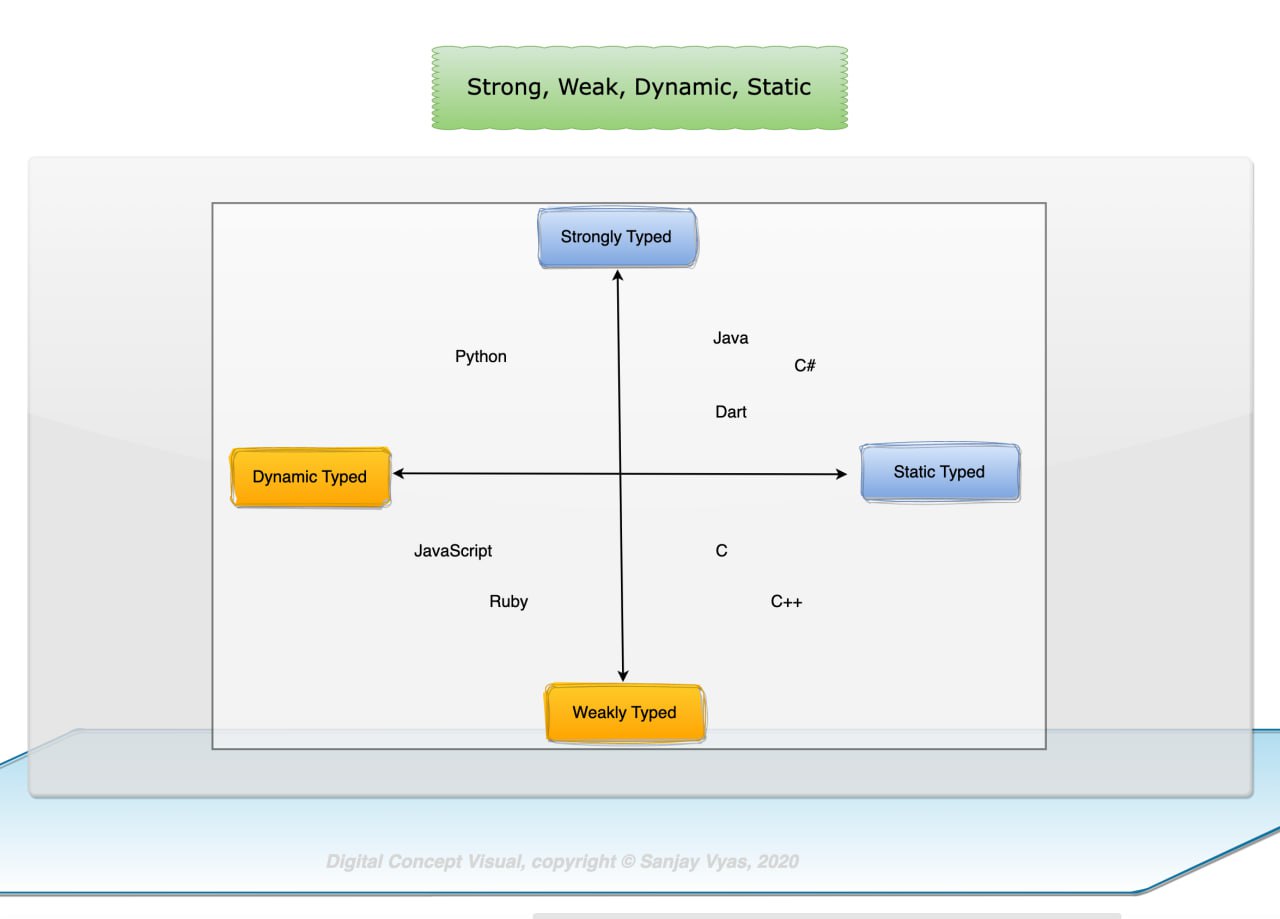 Strong, Weak, Dynamic, Static
Strongly Typed
Java
Python
C#
Dart
Dynamic Typed
Static Typed
JavaScript
C
Ruby
C++
Weakly Typed
Digital Concept Visual, copyright © Sanjay Vyas, 2020